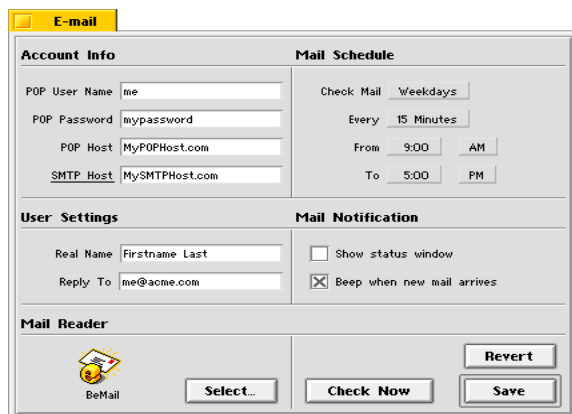 E-mail
Account Info
POP User Name me
POP Password mypassword
POP Host MyPOPHost.com
SMTP Host MySMTPHost.com
Mail Schedule
Check Mail Weekdays
Every 15 Minutes
From 9:00 AM
To 5:00 PM
User Settings
Real Name Firstname Last
Reply To me@acme.com
Mail Notification
Show status window
Beep when new mail arrives
Mail Reader
BeMail
Select...
Check Now
Revert
Save